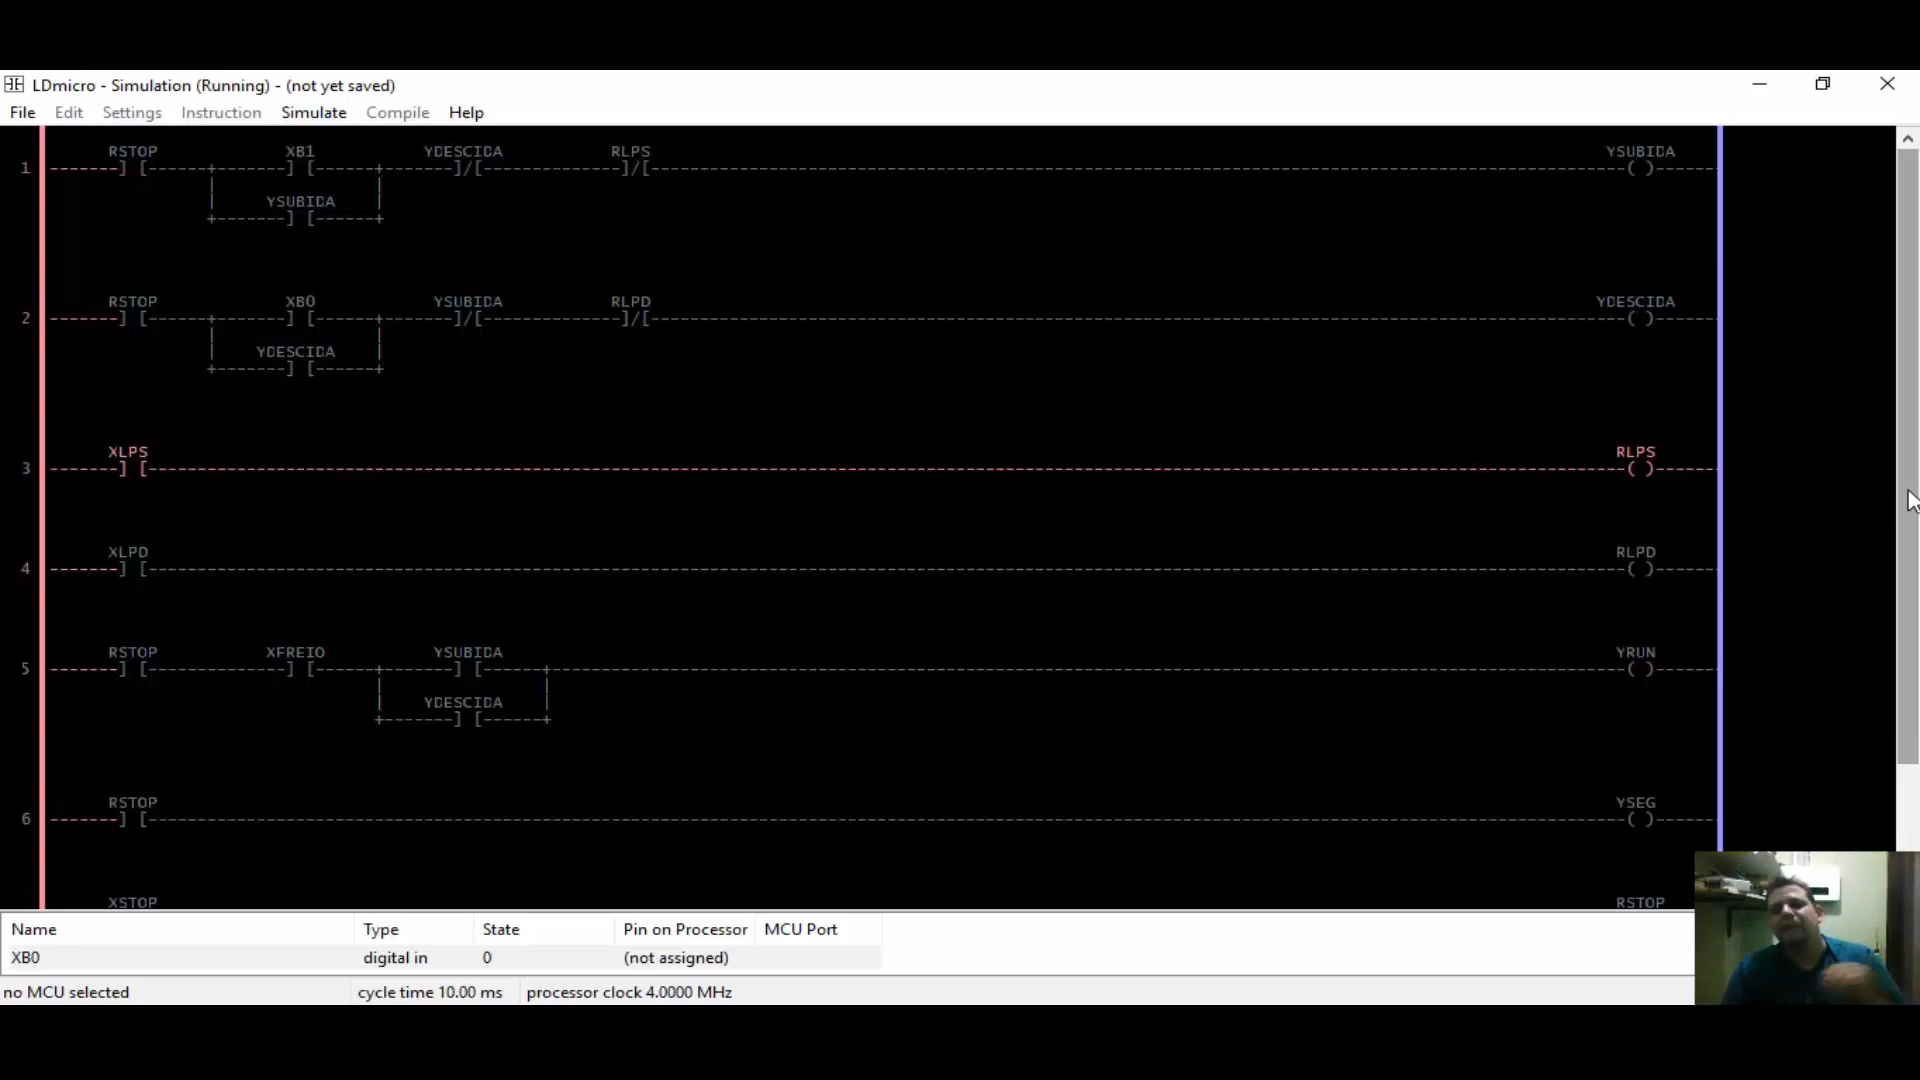 LDmicro - Simulation (Running) - (not yet saved)
File Edit Settings Instruction Simulate Compile Help
RSTOP XB1 YDESCIDA RLPS YSUBIDA
1
YSUBIDA
RSTOP XB0 YSUBIDA RLPD YDESCIDA
2
YDESCIDA
XLPS RLPS
3
XLPD RLPD
4
RSTOP XFREIO YSUBIDA YRUN
5
YDESCIDA
RSTOP YSEG
6
XSTOP RSTOP
Name Type State Pin on Processor MCU Port
XB0 digital in 0 (not assigned)
no MCU selected cycle time 10.00 ms processor clock 4.0000 MHz